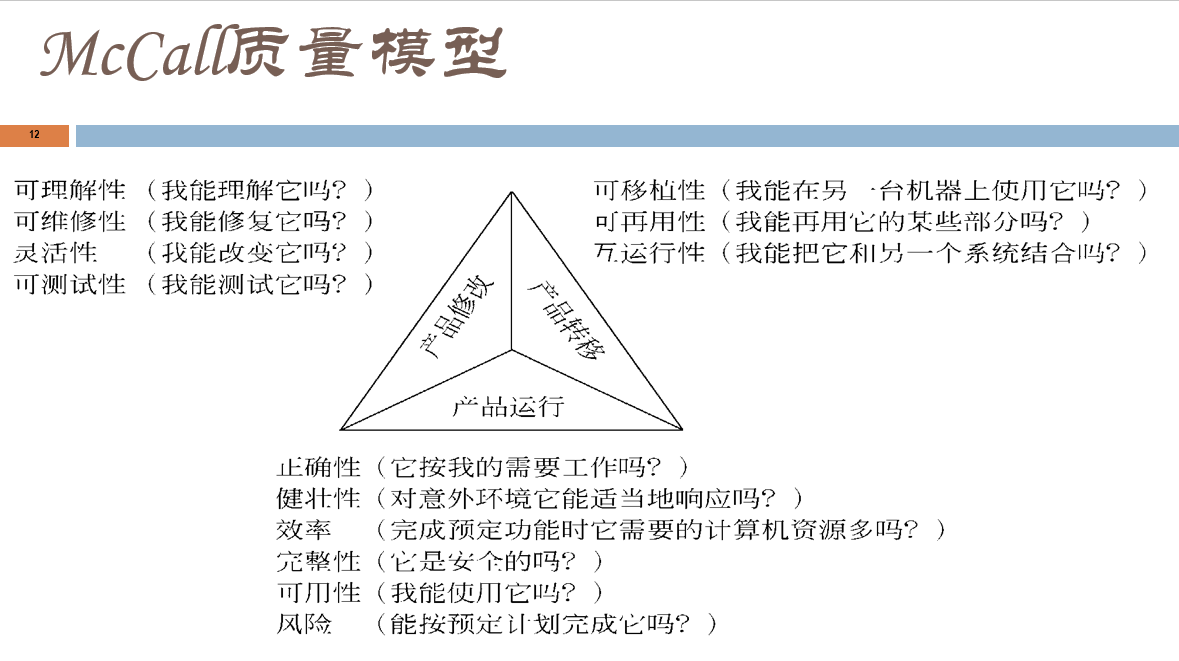 McCall质量模型
12
可理解性（我能理解它吗？）
可维修性（我能修复它吗？）
灵活性（我能改变它吗？）
可测试性（我能测试它吗？）
可移植性（我能在另一台机器上使用它吗？）
可再用性（我能再用它的某些部分吗？）
互运行性（我能把它和另一个系统结合吗？）
产品修改
产品转移
产品运行
正确性（它按我的需要工作吗？）
健壮性（对意外环境它能适当地响应吗？）
效率（完成预定功能时它需要的计算机资源多吗？）
完整性（它是安全的吗？）
可用性（我能使用它吗？）
风险（能按预定计划完成它吗？）